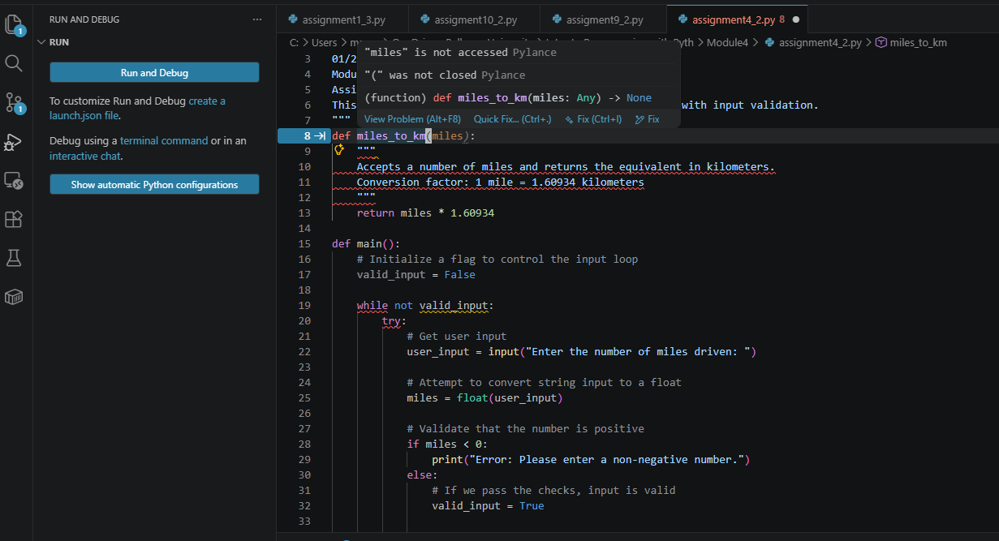 RUN AND DEBUG
RUN
Run and Debug
To customize Run and Debug create a
launch.json file.
Debug using a terminal command or in an
interactive chat.
Show automatic Python configurations
1
1
assignment1_3.py
assigment10_2.py
assigment9_2.py
assignment4_2.py 8
C: > Users > > Module4 > assignment4_2.py > miles_to_km
"miles" is not accessed Pylance
"(" was not closed Pylance
(function) def miles_to_km(miles: Any) -> None
View Problem (Alt+F8) Quick Fix... (Ctrl+.) Fix (Ctrl+I) Fix
3 01/2
4 Modu
5 Assi
6 This with input validation.
7 """
8 def miles_to_km(miles):
9 """
10 Accepts a number of miles and returns the equivalent in kilometers.
11 Conversion factor: 1 mile = 1.60934 kilometers
12 """
13 return miles * 1.60934
14
15 def main():
16 # Initialize a flag to control the input loop
17 valid_input = False
18
19 while not valid_input:
20 try:
21 # Get user input
22 user_input = input("Enter the number of miles driven: ")
23
24 # Attempt to convert string input to a float
25 miles = float(user_input)
26
27 # Validate that the number is positive
28 if miles < 0:
29 print("Error: Please enter a non-negative number.")
30 else:
31 # If we pass the checks, input is valid
32 valid_input = True
33